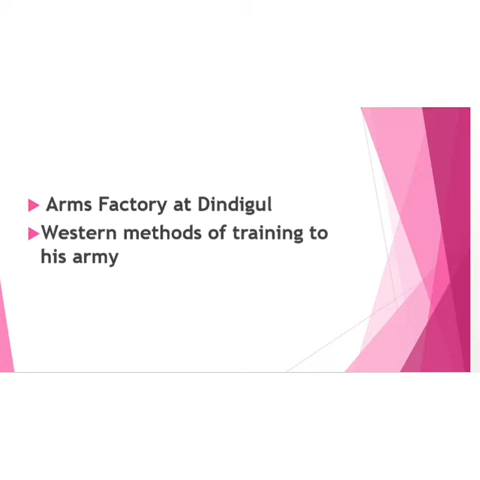 Arms Factory at Dindigul
Western methods of training to
his army